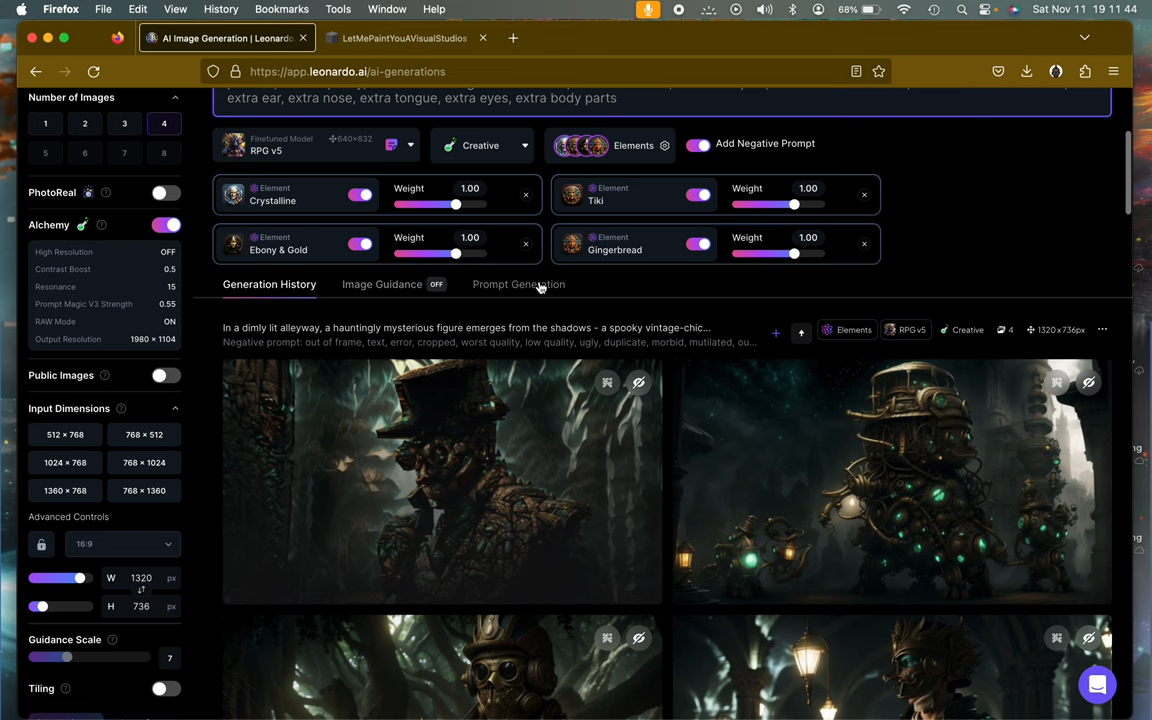 Firefox File Edit View History Bookmarks Tools Window Help 68% Sat Nov 11 19 11 44
AI Image Generation | Leonardo
LetMePaintYouAVisualStudios
https://app.leonardo.ai/ai-generations
Number of Images
1 2 3 4
5 6 7 8
PhotoReal
Alchemy
High Resolution OFF
Contrast Boost 0.5
Resonance 15
Prompt Magic V3 Strength 0.55
RAW Mode ON
Output Resolution 1980 × 1104
Public Images
Input Dimensions
512 × 768 768 × 512
1024 × 768 768 × 1024
1360 × 768 768 × 1360
Advanced Controls
16:9
W 1320 px
H 736 px
Guidance Scale
7
Tiling
extra ear, extra nose, extra tongue, extra eyes, extra body parts
Finetuned Model 640×832
RPG v5
Creative
Elements
Add Negative Prompt
Element
Crystalline
Weight 1.00
Element
Tiki
Weight 1.00
Element
Ebony & Gold
Weight 1.00
Element
Gingerbread
Weight 1.00
Generation History Image Guidance OFF Prompt Generation
In a dimly lit alleyway, a hauntingly mysterious figure emerges from the shadows - a spooky vintage-chic...
Negative prompt: out of frame, text, error, cropped, worst quality, low quality, ugly, duplicate, morbid, mutilated, ou...
Elements RPG v5 Creative 4 1320 x 736px